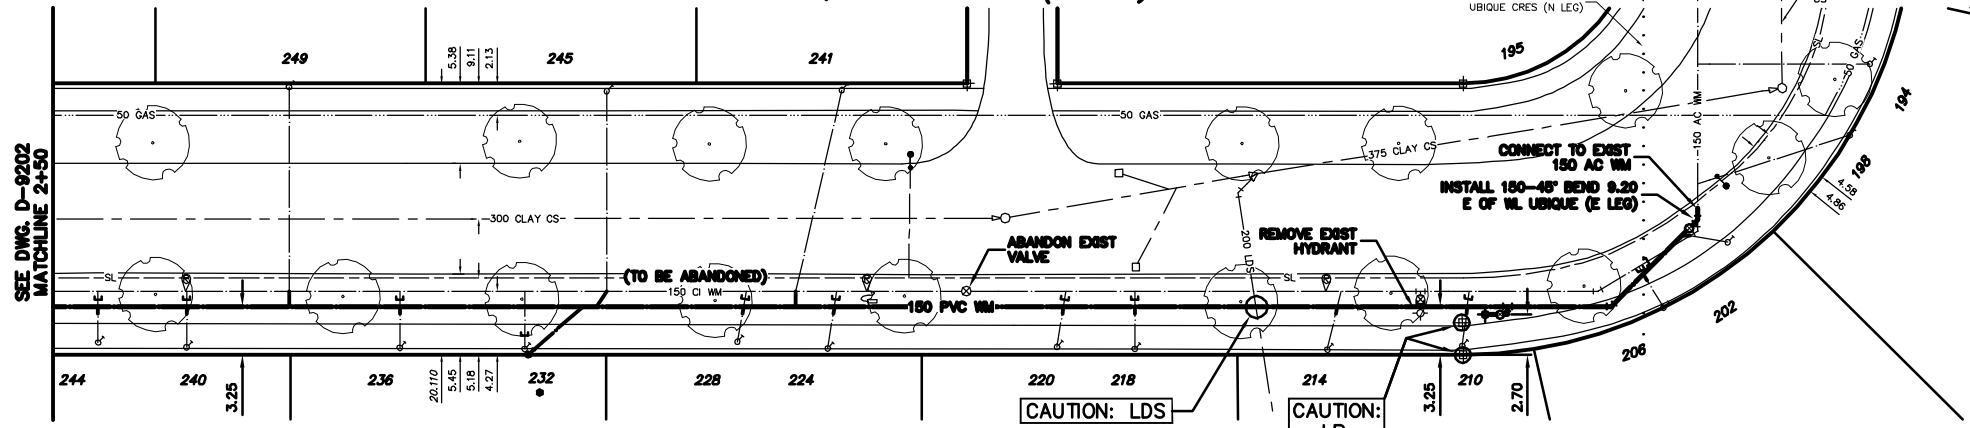 UBIQUE CRES (N LEG)
249
245
241
195
194
198
5.38
9.11
2.13
50 GAS
50 GAS
50 GAS
SL
150 AC WM
375 CLAY CS
CONNECT TO EXIST
150 AC WM
INSTALL 150-45° BEND 9.20
E OF WL UBIQUE (E LEG)
4.58
4.86
SEE DWG. D-9202
MATCHLINE 2+50
300 CLAY CS
ABANDON EXIST
VALVE
200 LDS
REMOVE EXIST
HYDRANT
SL
(TO BE ABANDONED)
150 CI WM
SL
150 PVC WM
202
206
244
240
236
232
228
224
220
218
214
210
3.25
20.110
5.45
5.18
4.27
3.25
2.70
CAUTION: LDS
CAUTION: